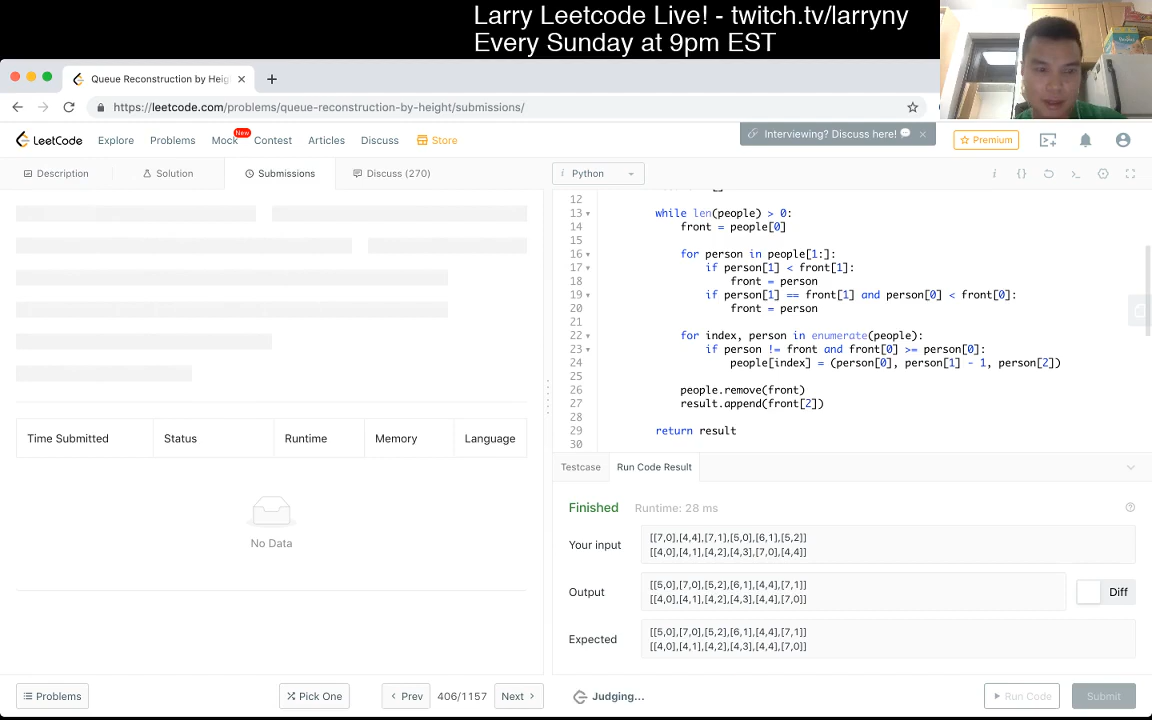 Larry Leetcode Live! - twitch.tv/larryny
Every Sunday at 9pm EST
Queue Reconstruction by Heig
https://leetcode.com/problems/queue-reconstruction-by-height/submissions/
LeetCode
Explore
Problems
Mock
New
Contest
Articles
Discuss
Store
Interviewing? Discuss here!
Premium
Description
Solution
Submissions
Discuss (270)
i Python
12
13 while len(people) > 0:
14 front = people[0]
15
16 for person in people[1:]:
17 if person[1] < front[1]:
18 front = person
19 if person[1] == front[1] and person[0] < front[0]:
20 front = person
21
22 for index, person in enumerate(people):
23 if person != front and front[0] >= person[0]:
24 people[index] = (person[0], person[1] - 1, person[2])
25
26 people.remove(front)
27 result.append(front[2])
28
29 return result
30
Time Submitted Status Runtime Memory Language
No Data
Testcase Run Code Result
Finished Runtime: 28 ms
Your input
[[7,0],[4,4],[7,1],[5,0],[6,1],[5,2]]
[[4,0],[4,1],[4,2],[4,3],[7,0],[4,4]]
Output
[[5,0],[7,0],[5,2],[6,1],[4,4],[7,1]]
[[4,0],[4,1],[4,2],[4,3],[4,4],[7,0]]
Diff
Expected
[[5,0],[7,0],[5,2],[6,1],[4,4],[7,1]]
[[4,0],[4,1],[4,2],[4,3],[4,4],[7,0]]
Problems
Pick One
Prev
406/1157
Next
Judging...
Run Code
Submit